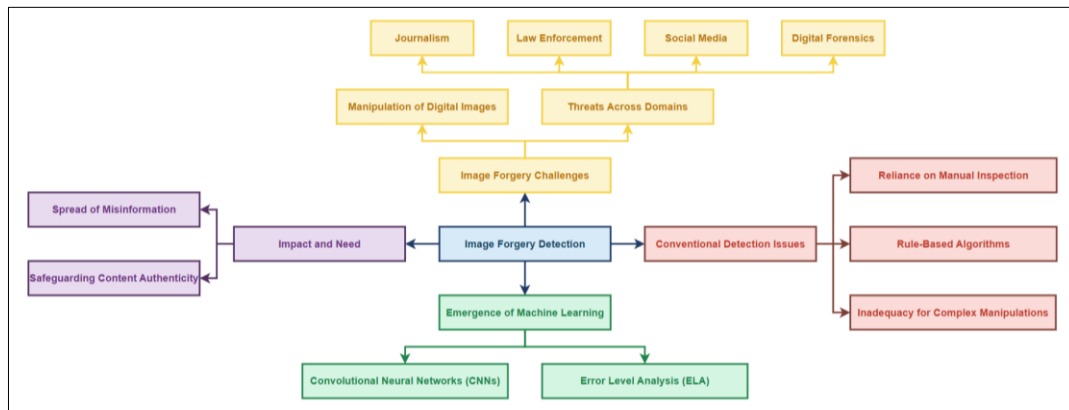 Journalism
Law Enforcement
Social Media
Digital Forensics
Manipulation of Digital Images
Threats Across Domains
Image Forgery Challenges
Reliance on Manual Inspection
Spread of Misinformation
Impact and Need
Image Forgery Detection
Conventional Detection Issues
Rule-Based Algorithms
Safeguarding Content Authenticity
Emergence of Machine Learning
Inadequacy for Complex Manipulations
Convolutional Neural Networks (CNNs)
Error Level Analysis (ELA)